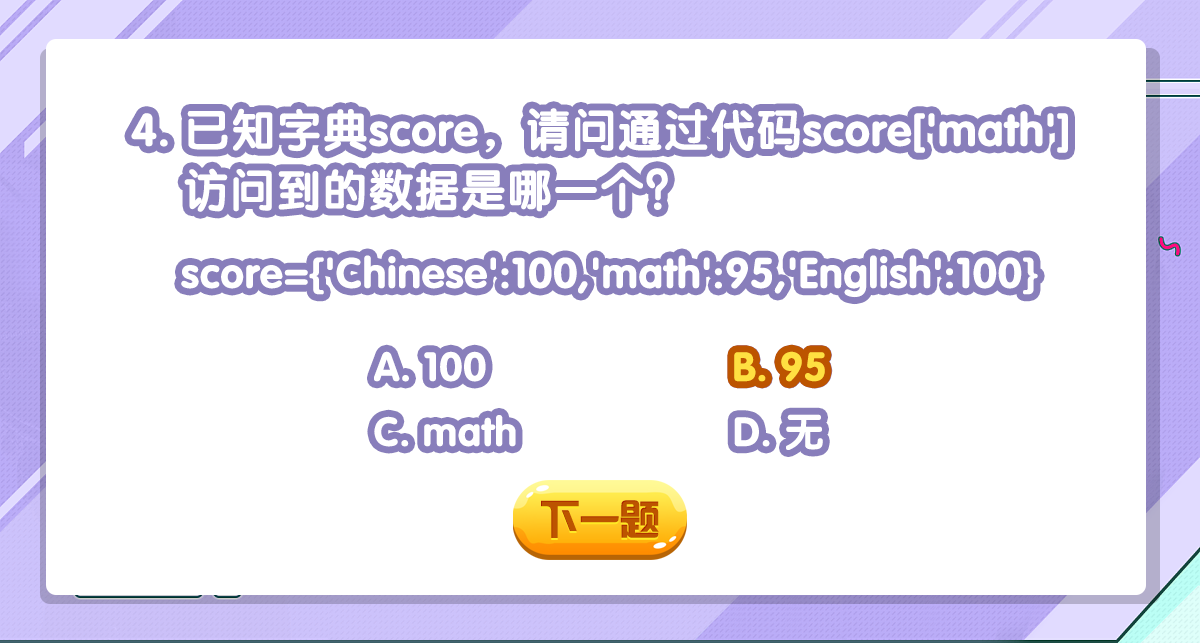 4. 已知字典score，请问通过代码score['math']
访问到的数据是哪一个？
score={'Chinese':100,'math':95,'English':100}
A. 100
B. 95
C. math
D. 无
下一题